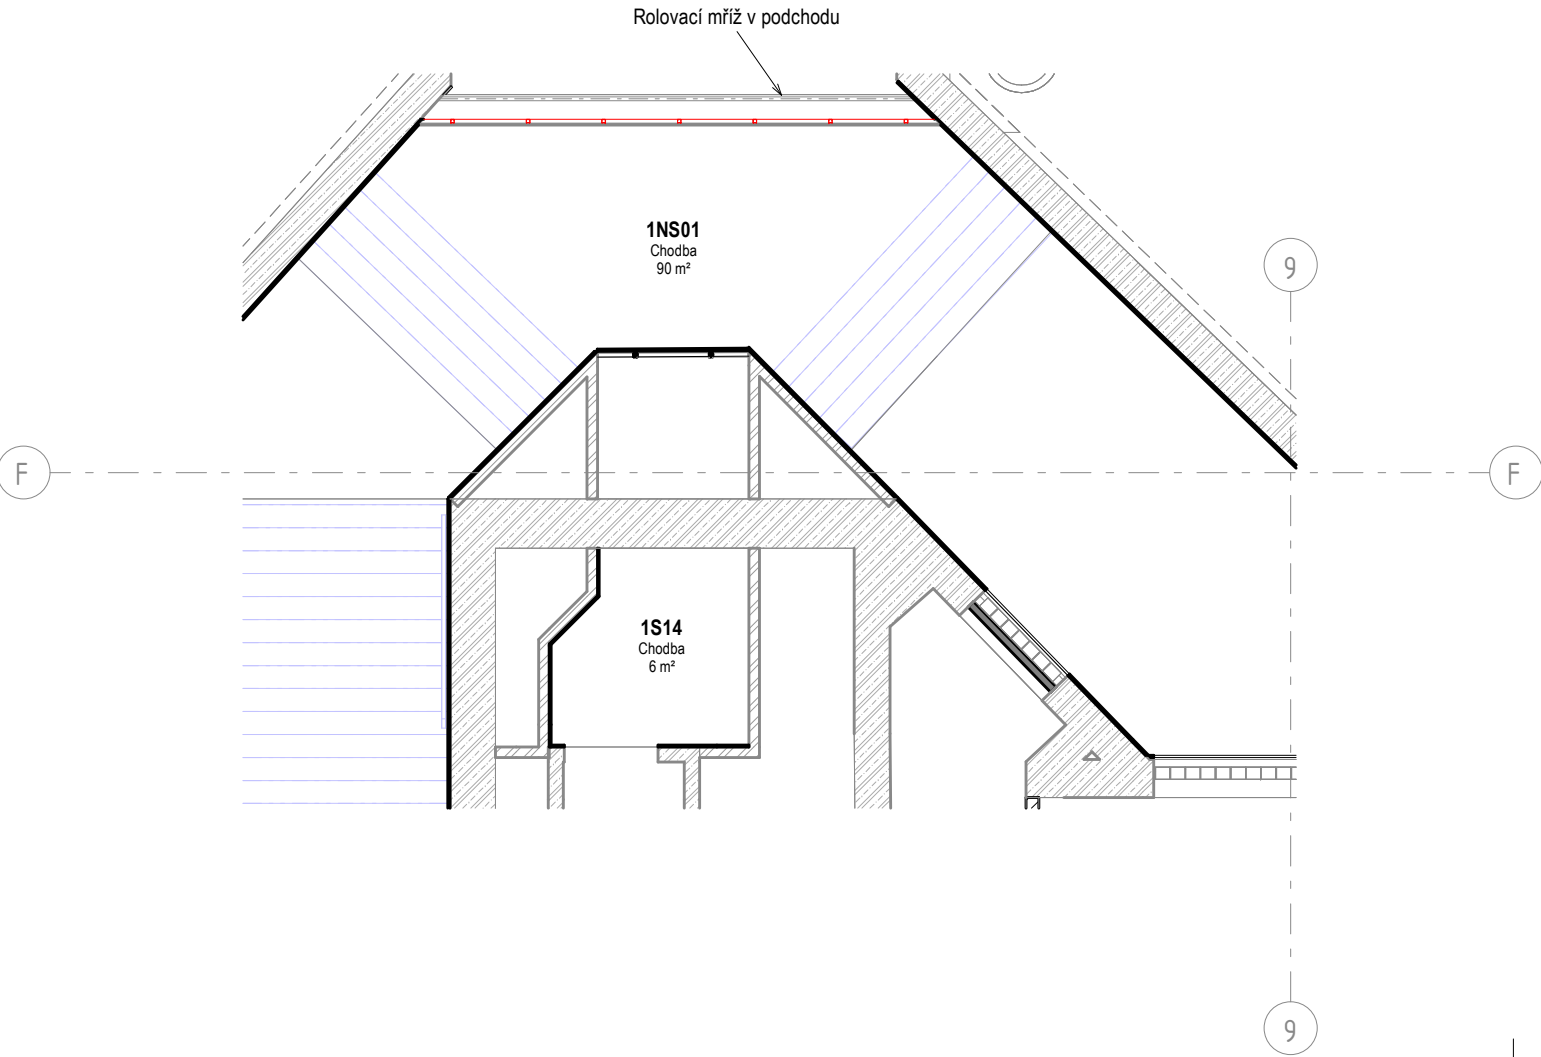 Rolovací mříž v podchodu
1NS01
Chodba
90 m²
9
F
F
1S14
Chodba
6 m²
9